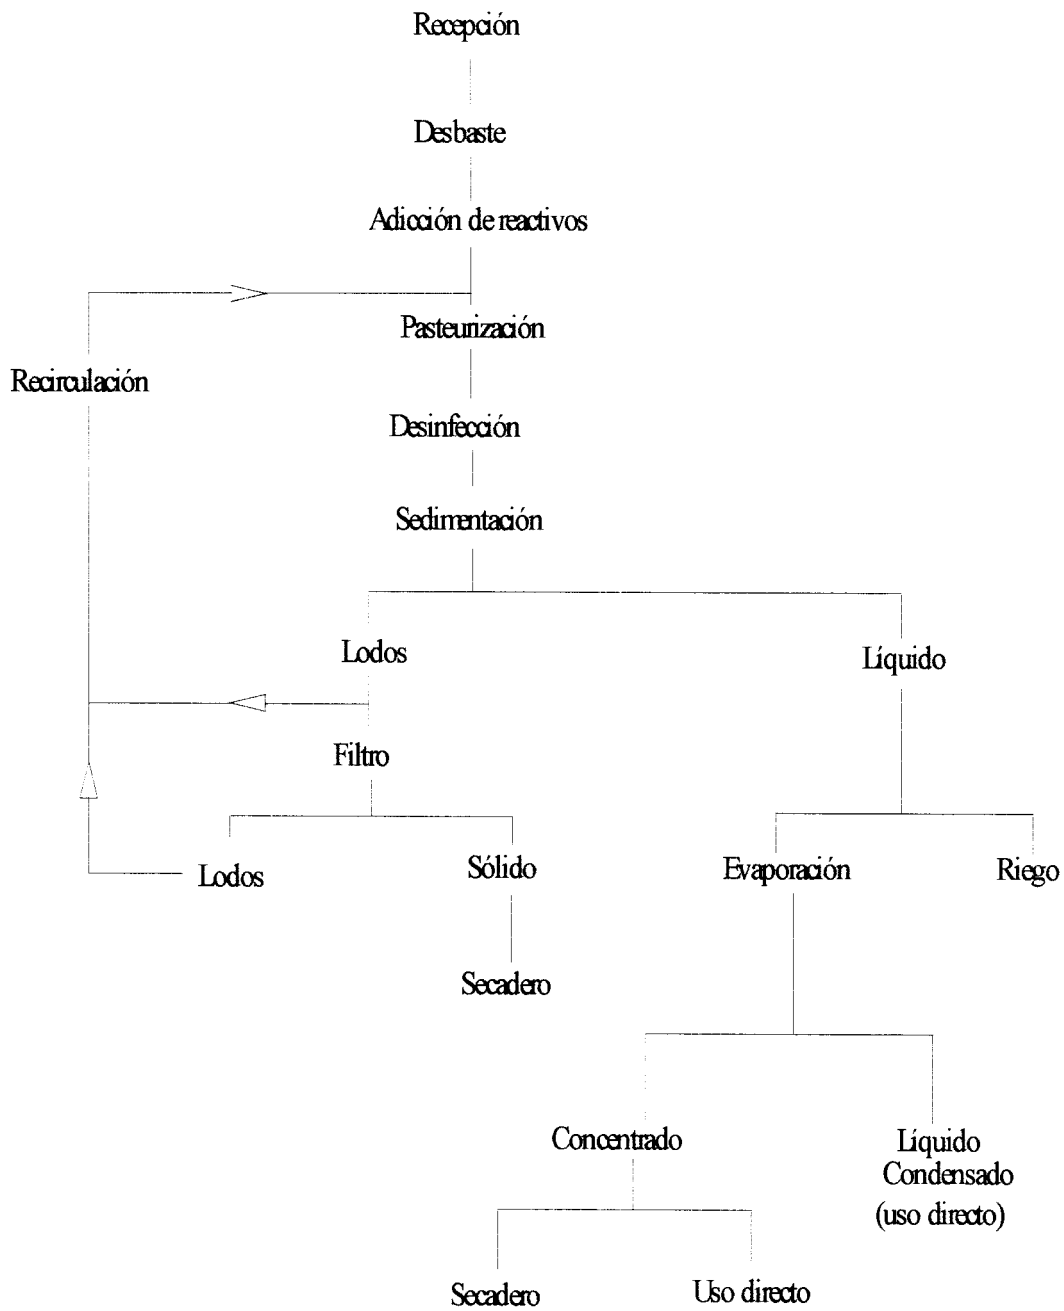 Recepción
Desbaste
Adicción de reactivos
Pasteurización
Recirculación
Desinfección
Sedimentación
Lodos
Líquido
Filtro
Lodos
Sólido
Evaporación
Riego
Secadero
Concentrado
Líquido
Condensado
(uso directo)
Secadero
Uso directo